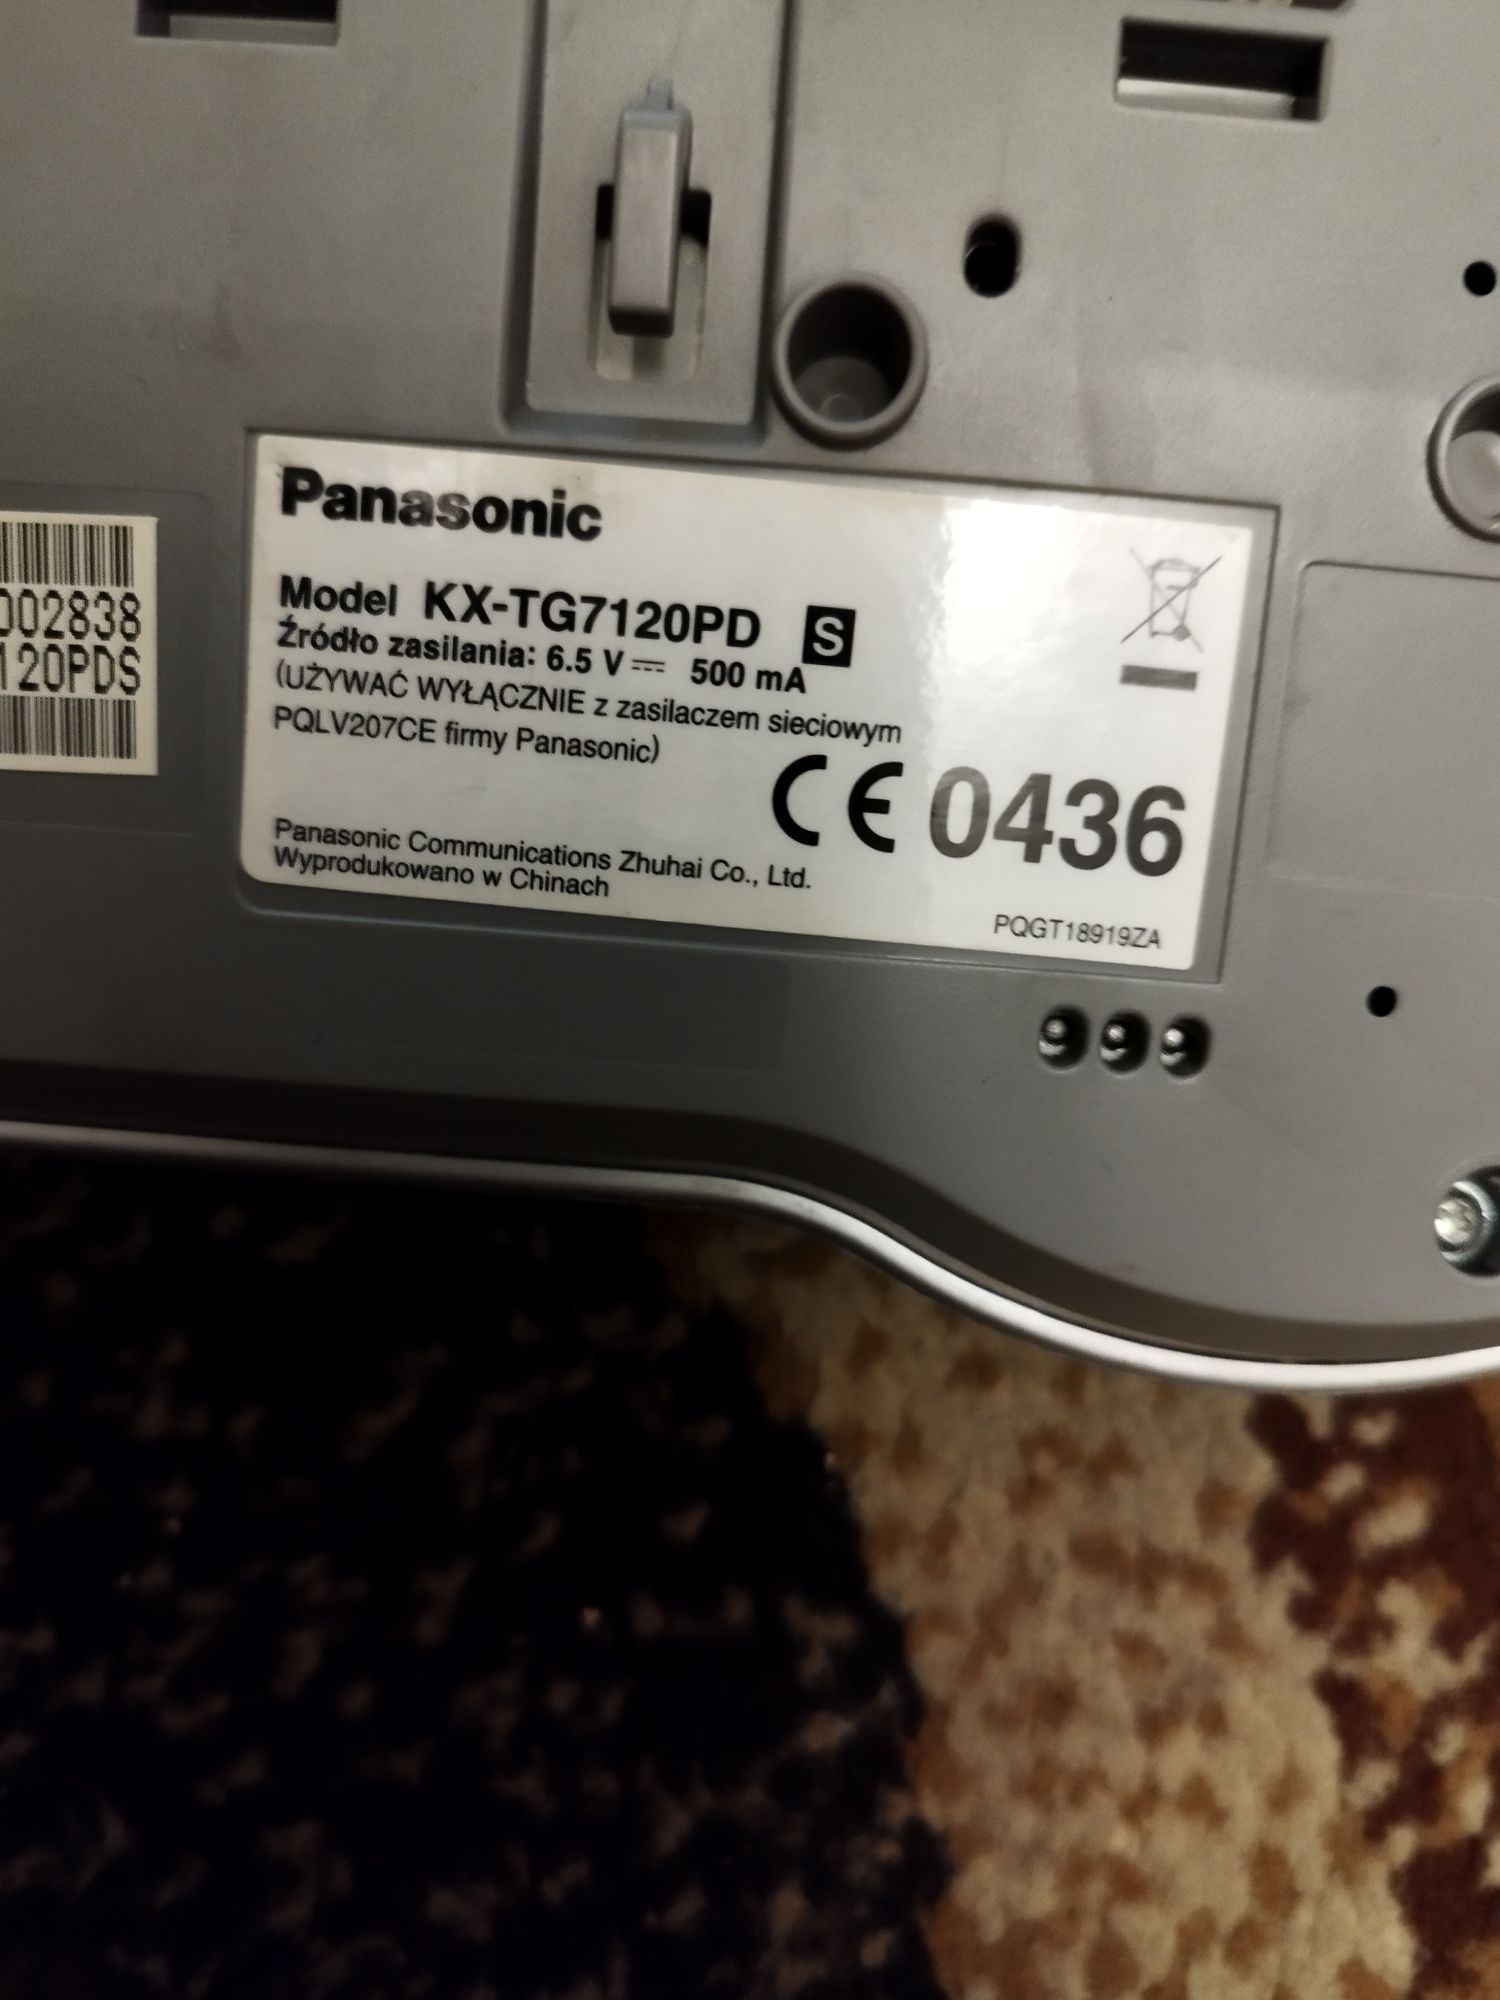 002838
120PDS
Panasonic
Model KX-TG7120PD S
Źródło zasilania: 6.5 V⎓ 500 mA
(UŻYWAĆ WYŁĄCZNIE z zasilaczem sieciowym
PQLV207CE firmy Panasonic)
CE 0436
Panasonic Communications Zhuhai Co., Ltd.
Wyprodukowano w Chinach
PQGT18919ZA